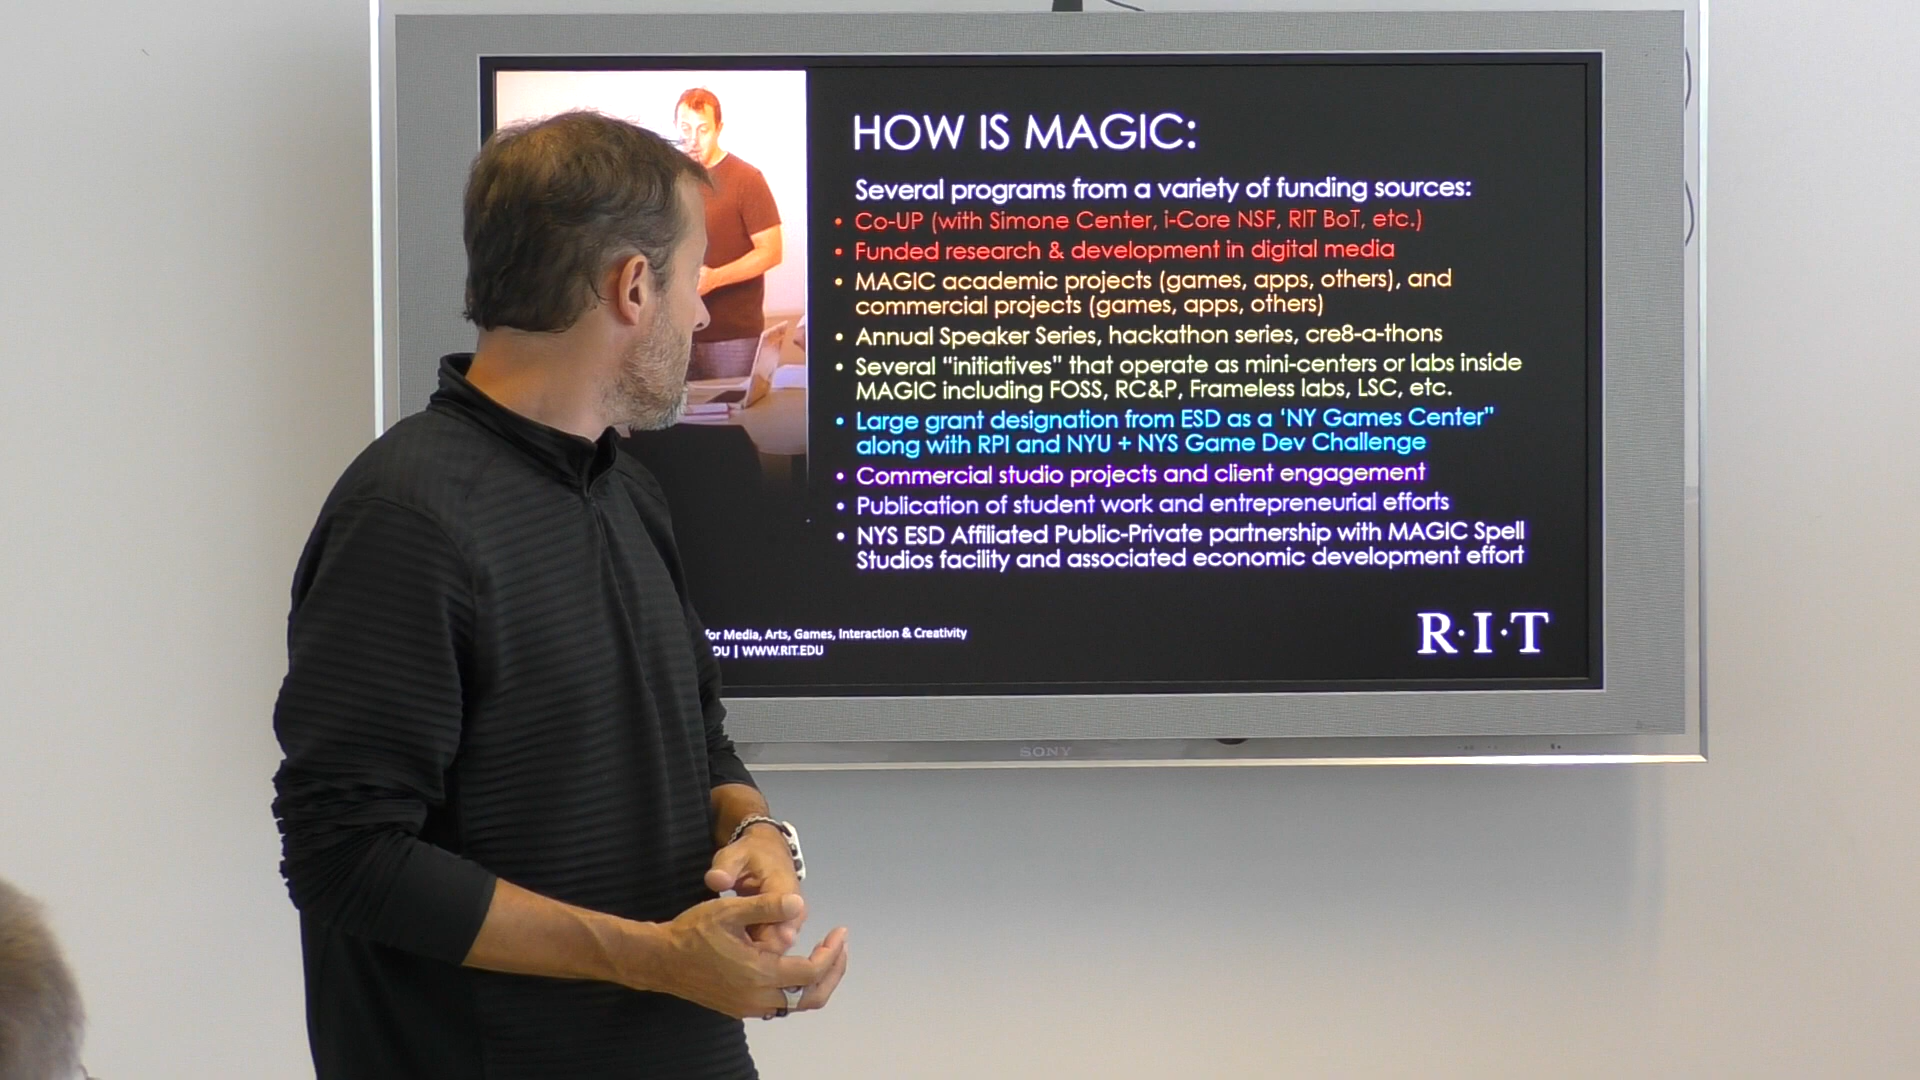 HOW IS MAGIC:
Several programs from a variety of funding sources:
• Co-UP (with Simone Center, i-Core NSF, RIT BoT, etc.)
• Funded research & development in digital media
• MAGIC academic projects (games, apps, others), and
commercial projects (games, apps, others)
• Annual Speaker Series, hackathon series, cre8-a-thons
• Several “initiatives” that operate as mini-centers or labs inside
MAGIC including FOSS, RC&P, Frameless labs, LSC, etc.
• Large grant designation from ESD as a ‘NY Games Center”
along with RPI and NYU + NYS Game Dev Challenge
• Commercial studio projects and client engagement
• Publication of student work and entrepreneurial efforts
• NYS ESD Affiliated Public-Private partnership with MAGIC Spell
Studios facility and associated economic development effort
for Media, Arts, Games, Interaction & Creativity
DU | WWW.RIT.EDU
R·I·T
SONY